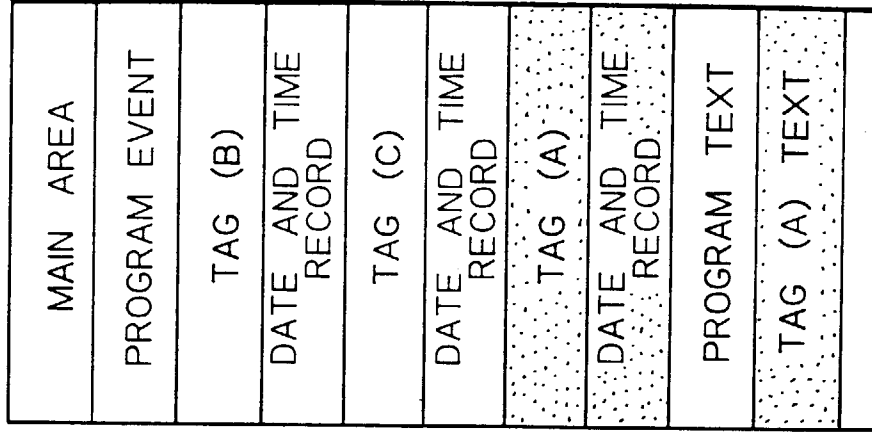 MAIN AREA
PROGRAM EVENT
TAG (B)
DATE AND TIME
RECORD
TAG (C)
DATE AND TIME
RECORD
TAG (A)
DATE AND TIME
RECORD
PROGRAM TEXT
TAG (A) TEXT